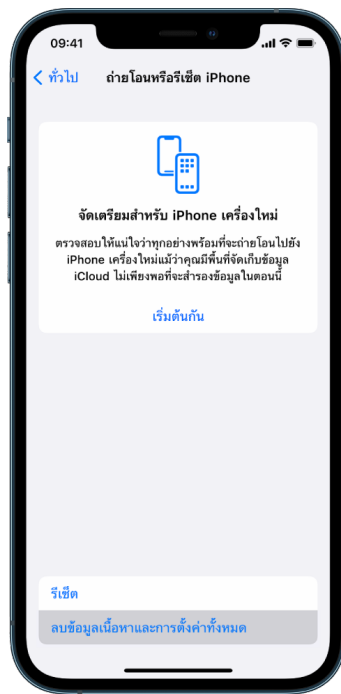 09:41
ทั่วไป ถ่ายโอนหรือรีเซ็ต iPhone
จัดเตรียมสำหรับ iPhone เครื่องใหม่
ตรวจสอบให้แน่ใจว่าทุกอย่างพร้อมที่จะถ่ายโอนไปยัง
iPhone เครื่องใหม่แม้ว่าคุณมีพื้นที่จัดเก็บข้อมูล
iCloud ไม่เพียงพอที่จะสำรองข้อมูลในตอนนี้
เริ่มต้นกัน
รีเซ็ต
ลบข้อมูลเนื้อหาและการตั้งค่าทั้งหมด